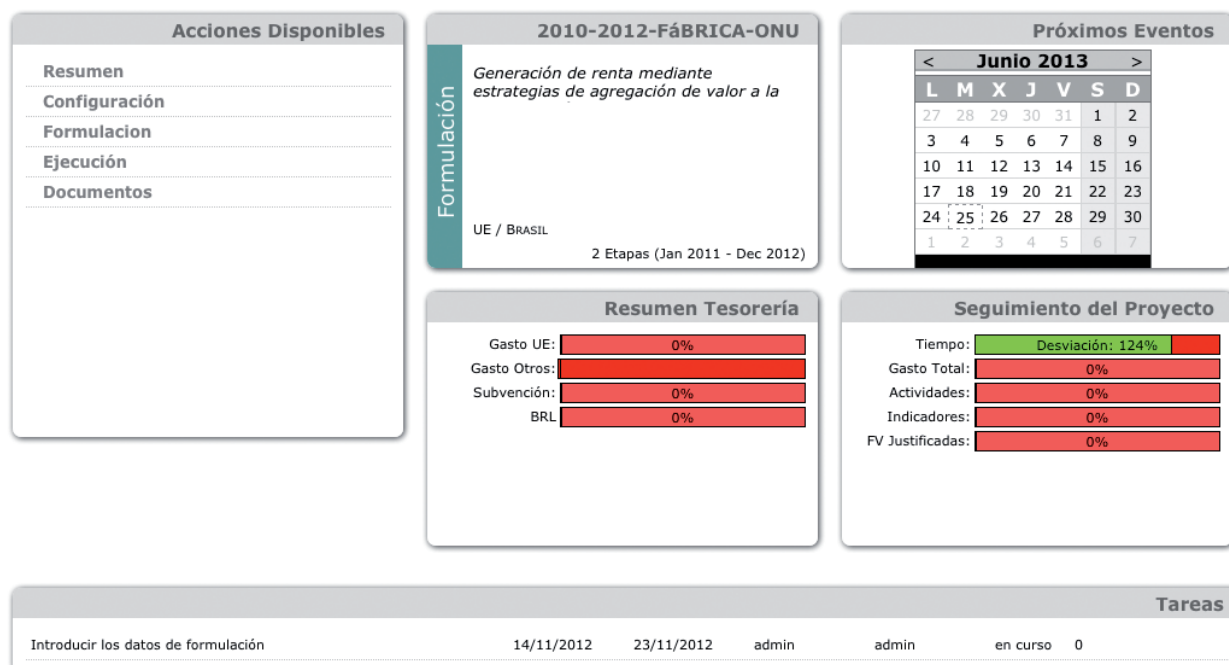 Acciones Disponibles
Resumen
Configuración
Formulacion
Ejecución
Documentos
2010-2012-FáBRICA-ONU
Formulación
Generación de renta mediante
estrategias de agregación de valor a la
UE / BRASIL
2 Etapas (Jan 2011 - Dec 2012)
Próximos Eventos
< Junio 2013 >
L M X J V S D
27 28 29 30 31 1 2
3 4 5 6 7 8 9
10 11 12 13 14 15 16
17 18 19 20 21 22 23
24 25 26 27 28 29 30
1 2 3 4 5 6 7
Resumen Tesorería
Gasto UE: 0%
Gasto Otros:
Subvención: 0%
BRL 0%
Seguimiento del Proyecto
Tiempo: Desviación: 124%
Gasto Total: 0%
Actividades: 0%
Indicadores: 0%
FV Justificadas: 0%
Tareas
Introducir los datos de formulación 14/11/2012 23/11/2012 admin admin en curso 0